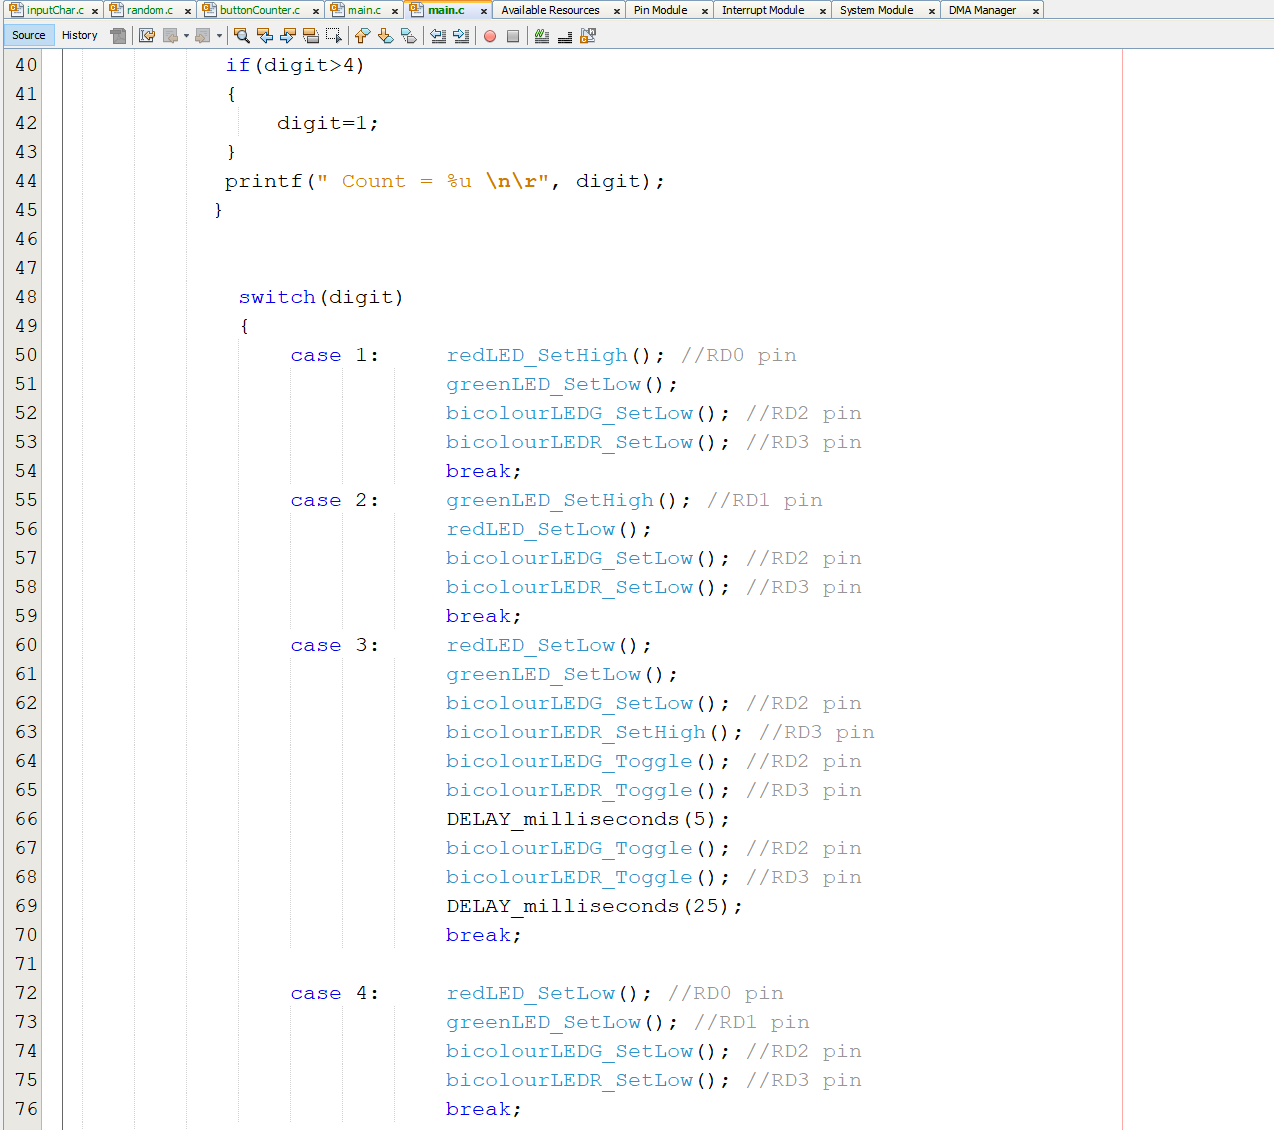 inputChar.c x random.c x buttonCounter.c x main.c x main.c x Available Resources x Pin Module x Interrupt Module x System Module x DMA Manager x
Source History
40 if(digit>4)
41 {
42 digit=1;
43 }
44 printf(" Count = %u \n\r", digit);
45 }
46
47
48 switch(digit)
49 {
50 case 1: redLED_SetHigh(); //RD0 pin
51 greenLED_SetLow();
52 bicolourLEDG_SetLow(); //RD2 pin
53 bicolourLEDR_SetLow(); //RD3 pin
54 break;
55 case 2: greenLED_SetHigh(); //RD1 pin
56 redLED_SetLow();
57 bicolourLEDG_SetLow(); //RD2 pin
58 bicolourLEDR_SetLow(); //RD3 pin
59 break;
60 case 3: redLED_SetLow();
61 greenLED_SetLow();
62 bicolourLEDG_SetLow(); //RD2 pin
63 bicolourLEDR_SetHigh(); //RD3 pin
64 bicolourLEDG_Toggle(); //RD2 pin
65 bicolourLEDR_Toggle(); //RD3 pin
66 DELAY_milliseconds(5);
67 bicolourLEDG_Toggle(); //RD2 pin
68 bicolourLEDR_Toggle(); //RD3 pin
69 DELAY_milliseconds(25);
70 break;
71
72 case 4: redLED_SetLow(); //RD0 pin
73 greenLED_SetLow(); //RD1 pin
74 bicolourLEDG_SetLow(); //RD2 pin
75 bicolourLEDR_SetLow(); //RD3 pin
76 break;